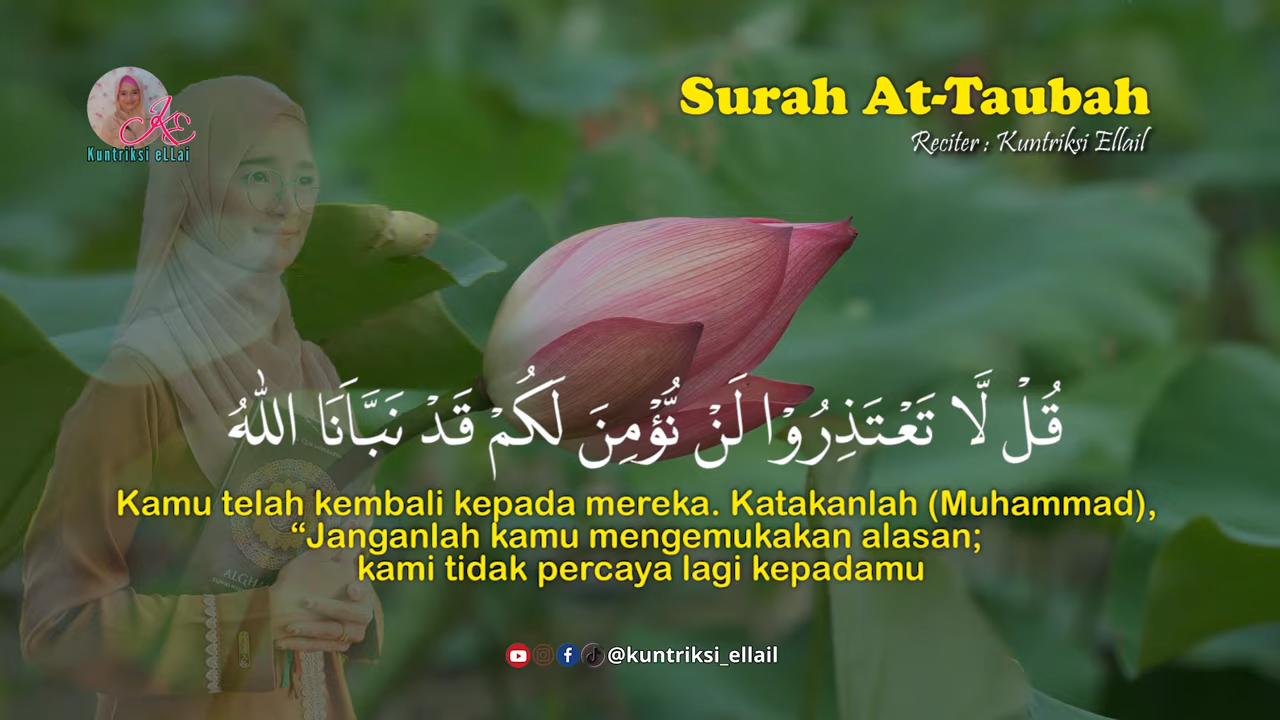 Kuntriksi eLLai
Surah At-Taubah
Reciter : Kuntriksi Ellail
قُلْ لَّا تَعْتَذِرُوْا لَنْ نُّؤْمِنَ لَكُمْ قَدْ نَبَّاَنَا اللّٰهُ
Kamu telah kembali kepada mereka. Katakanlah (Muhammad),
“Janganlah kamu mengemukakan alasan;
kami tidak percaya lagi kepadamu
@kuntriksi_ellail